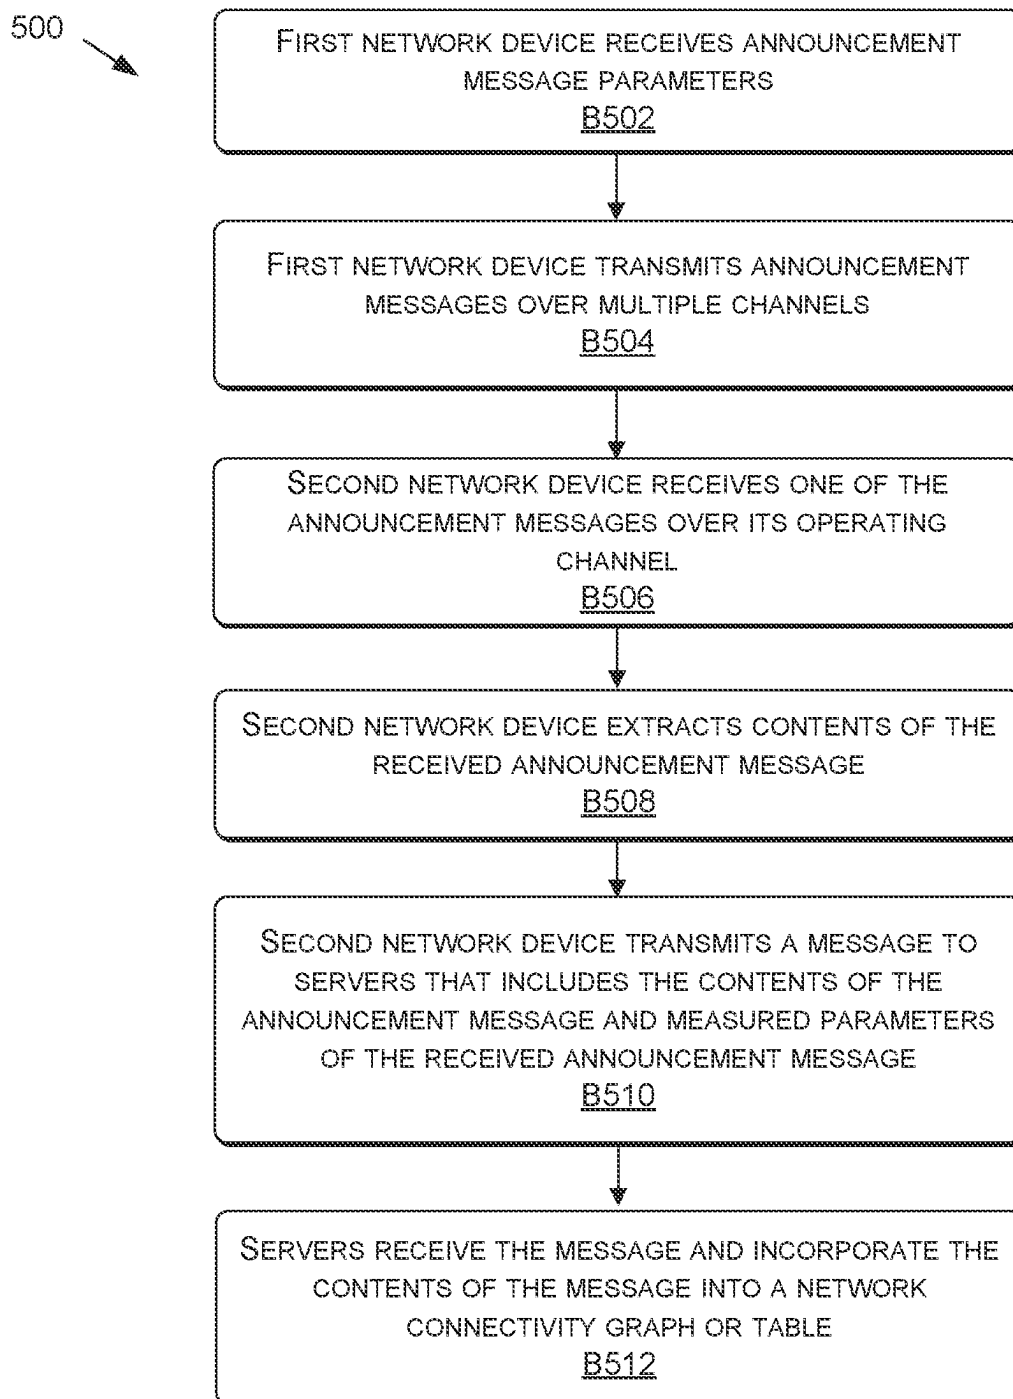 500
FIRST NETWORK DEVICE RECEIVES ANNOUNCEMENT
MESSAGE PARAMETERS
B502
FIRST NETWORK DEVICE TRANSMITS ANNOUNCEMENT
MESSAGES OVER MULTIPLE CHANNELS
B504
SECOND NETWORK DEVICE RECEIVES ONE OF THE
ANNOUNCEMENT MESSAGES OVER ITS OPERATING
CHANNEL
B506
SECOND NETWORK DEVICE EXTRACTS CONTENTS OF THE
RECEIVED ANNOUNCEMENT MESSAGE
B508
SECOND NETWORK DEVICE TRANSMITS A MESSAGE TO
SERVERS THAT INCLUDES THE CONTENTS OF THE
ANNOUNCEMENT MESSAGE AND MEASURED PARAMETERS
OF THE RECEIVED ANNOUNCEMENT MESSAGE
B510
SERVERS RECEIVE THE MESSAGE AND INCORPORATE THE
CONTENTS OF THE MESSAGE INTO A NETWORK
CONNECTIVITY GRAPH OR TABLE
B512